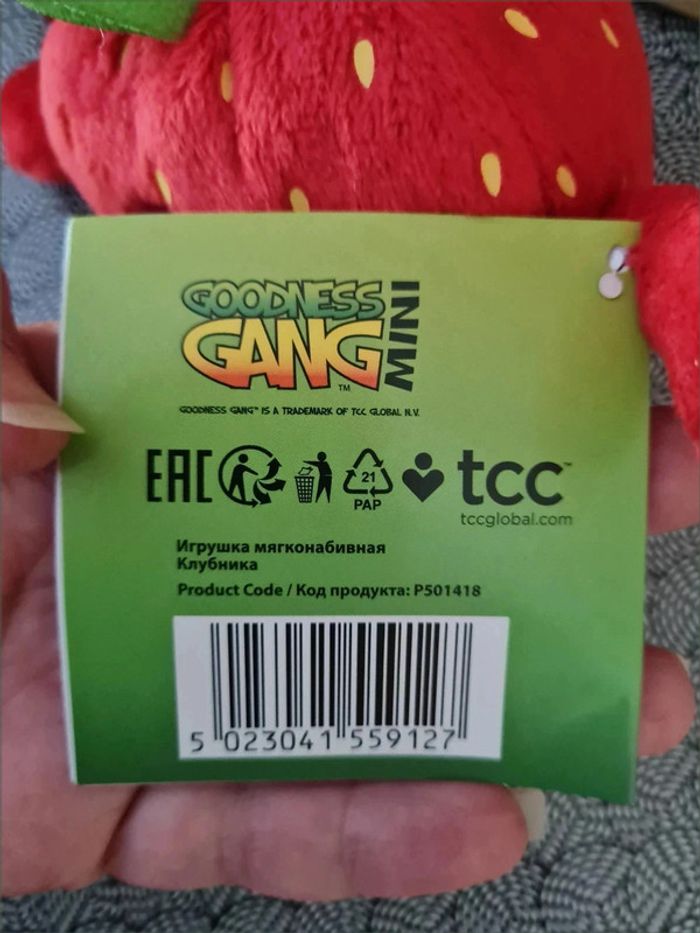 GOODNESS
GANG MINI
TM
GOODNESS GANG™ IS A TRADEMARK OF TCC GLOBAL N.V.
EAC 21 PAP tcc™
tccglobal.com
Игрушка мягконабивная
Клубника
Product Code / Код продукта: P501418
5 023041 559127